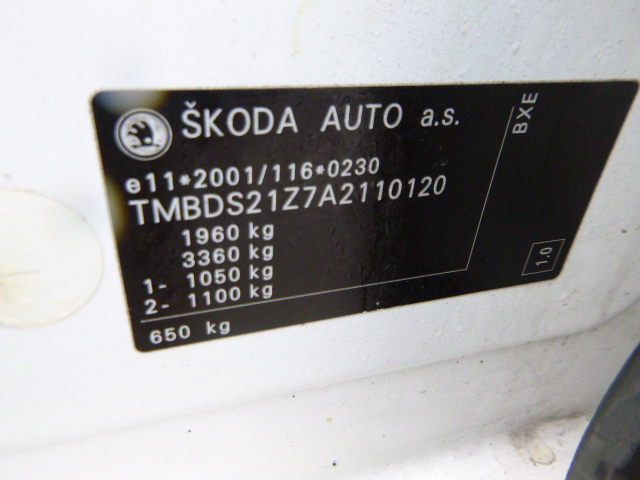 ŠKODA AUTO a.s.
BXE
e11*2001/116*0230
TMBDS21Z7A2110120
1960 kg
3360 kg
1- 1050 kg
2- 1100 kg
1.0
650 kg